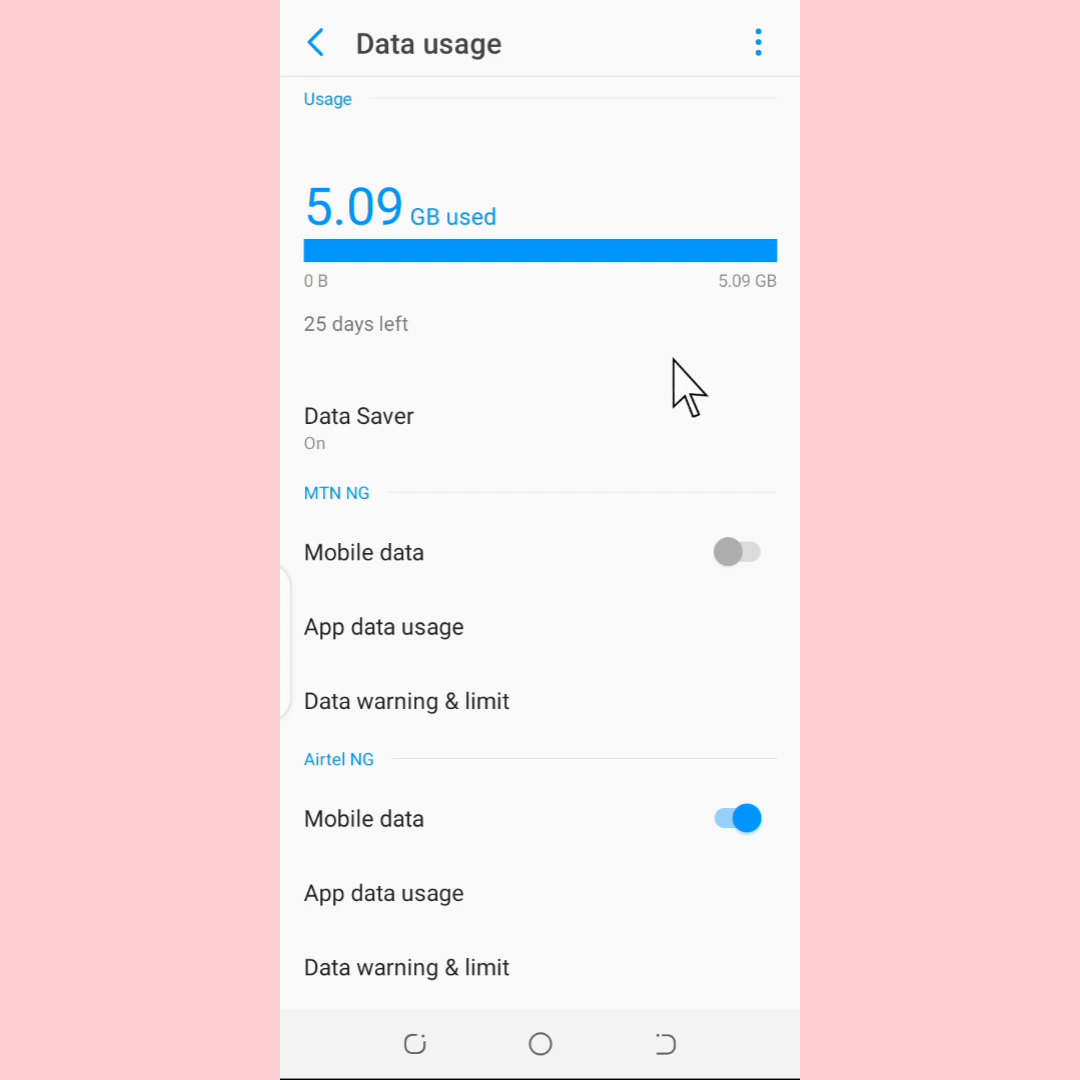 Data usage
Usage
5.09 GB used
0 B 5.09 GB
25 days left
Data Saver
On
MTN NG
Mobile data
App data usage
Data warning & limit
Airtel NG
Mobile data
App data usage
Data warning & limit